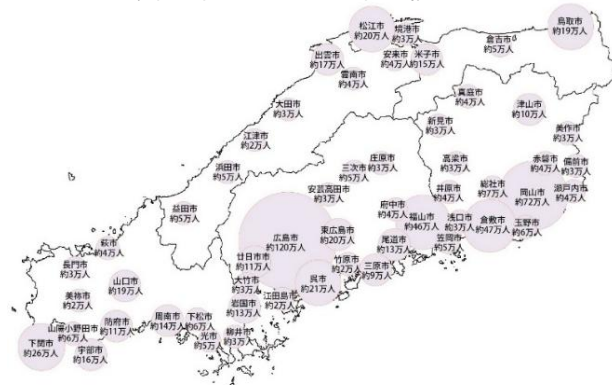 松江市
約20万人
境港市
約3万人
鳥取市
約19万人
倉吉市
約5万人
出雲市
約17万人
安来市
約4万人
米子市
約15万人
雲南市
約4万人
大田市
約3万人
真庭市
約4万人
津山市
約10万人
新見市
約3万人
美作市
約3万人
江津市
約2万人
浜田市
約5万人
庄原市
約3万人
三次市
約5万人
高梁市
約3万人
赤磐市
約4万人
備前市
約3万人
安芸高田市
約3万人
井原市
約4万人
総社市
約7万人
岡山市
約72万人
瀬戸内市
約4万人
益田市
約5万人
府中市
約4万人
福山市
約46万人
浅口市
約3万人
倉敷市
約47万人
玉野市
約6万人
広島市
約120万人
東広島市
約20万人
尾道市
約13万人
笠岡市
約5万人
萩市
約4万人
廿日市市
約11万人
竹原市
約2万人
三原市
約9万人
長門市
約3万人
大竹市
約3万人
呉市
約21万人
山口市
約19万人
江田島市
約2万人
美祢市
約2万人
岩国市
約13万人
山陽小野田市
約6万人
防府市
約11万人
周南市
約14万人
下松市
約6万人
光市
約5万人
柳井市
約3万人
下関市
約26万人
宇部市
約16万人